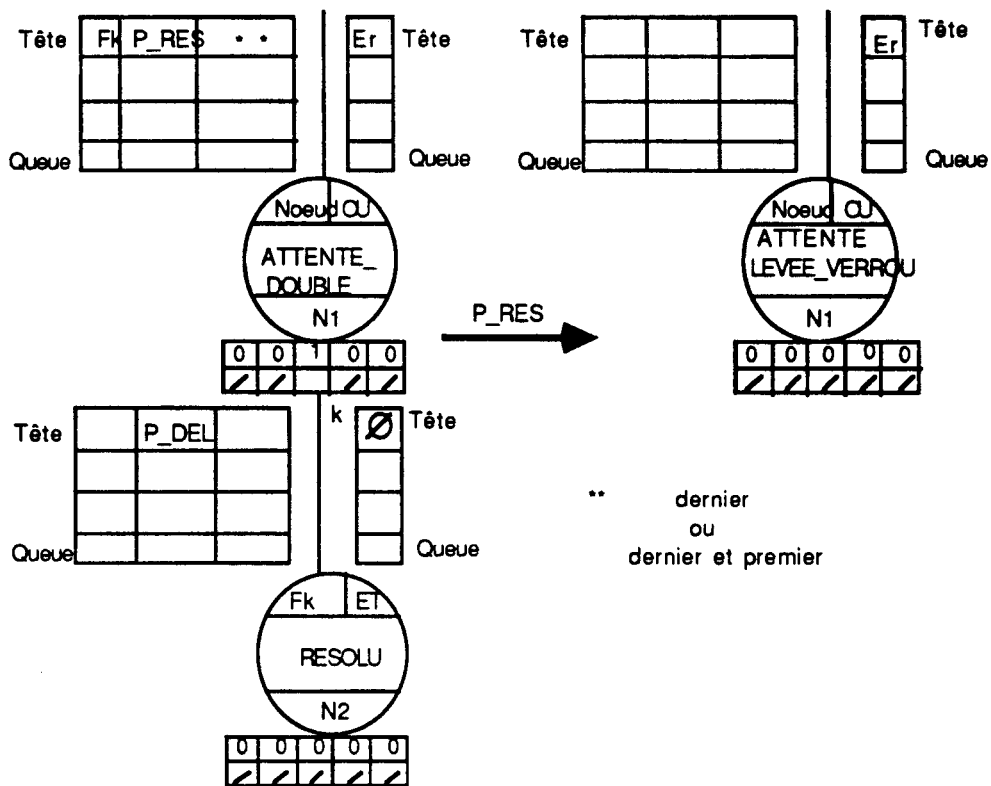 Tête Fk P_RES * * Er Tête
Queue Queue
Noeud OU
ATTENTE_
DOUBLE
N1
0 0 1 0 0
k
Tête P_DEL Ø Tête
Queue Queue
Fk ET
RESOLU
N2
0 0 0 0 0
P_RES
Tête Er Tête
Queue Queue
Noeud OU
ATTENTE
LEVEE_VERROU
N1
0 0 0 0 0
** dernier
ou
dernier et premier